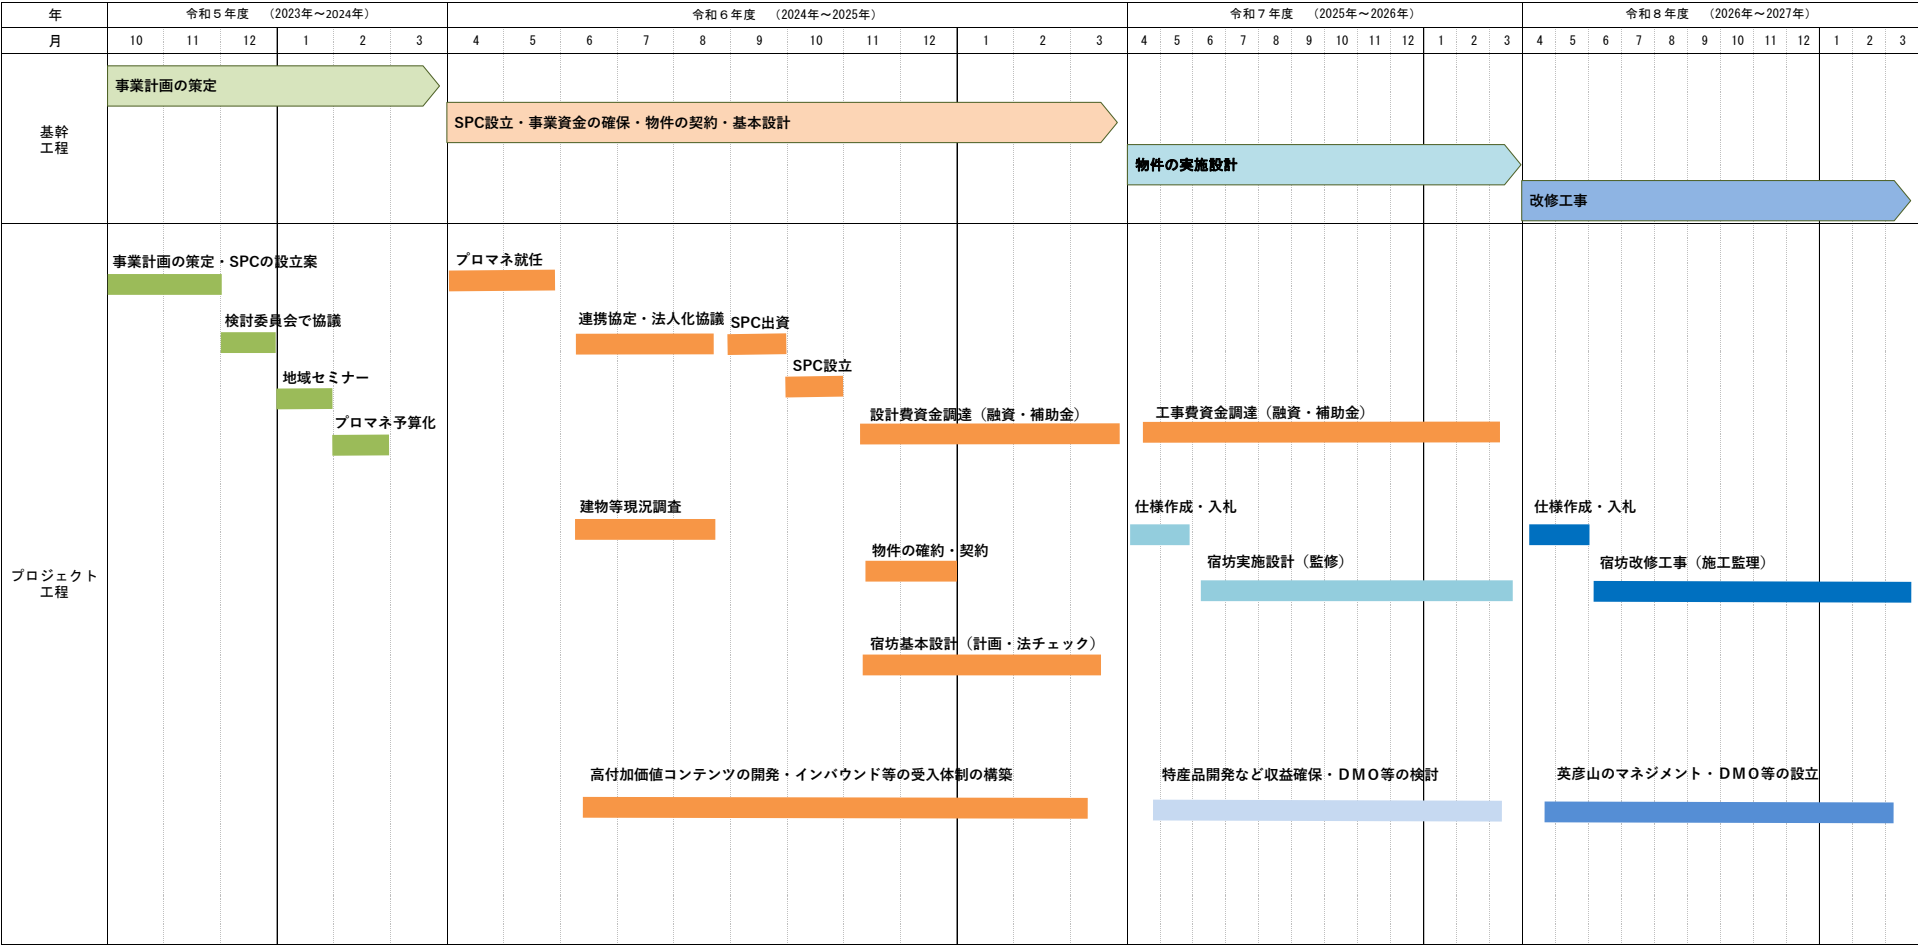 年 令和５年度 （2023年～2024年） 令和６年度 （2024年～2025年） 令和７年度 （2025年～2026年） 令和８年度 （2026年～2027年）
月 10 11 12 1 2 3 4 5 6 7 8 9 10 11 12 1 2 3 4 5 6 7 8 9 10 11 12 1 2 3 4 5 6 7 8 9 10 11 12 1 2 3
基幹
工程
事業計画の策定
SPC設立・事業資金の確保・物件の契約・基本設計
物件の実施設計
改修工事
プロジェクト
工程
事業計画の策定・SPCの設立案
検討委員会で協議
地域セミナー
プロマネ予算化
プロマネ就任
連携協定・法人化協議
SPC出資
SPC設立
設計費資金調達（融資・補助金）
工事費資金調達（融資・補助金）
建物等現況調査
物件の確約・契約
宿坊基本設計（計画・法チェック）
仕様作成・入札
宿坊実施設計（監修）
仕様作成・入札
宿坊改修工事（施工監理）
高付加価値コンテンツの開発・インバウンド等の受入体制の構築
特産品開発など収益確保・ＤＭＯ等の検討
英彦山のマネジメント・ＤＭＯ等の設立